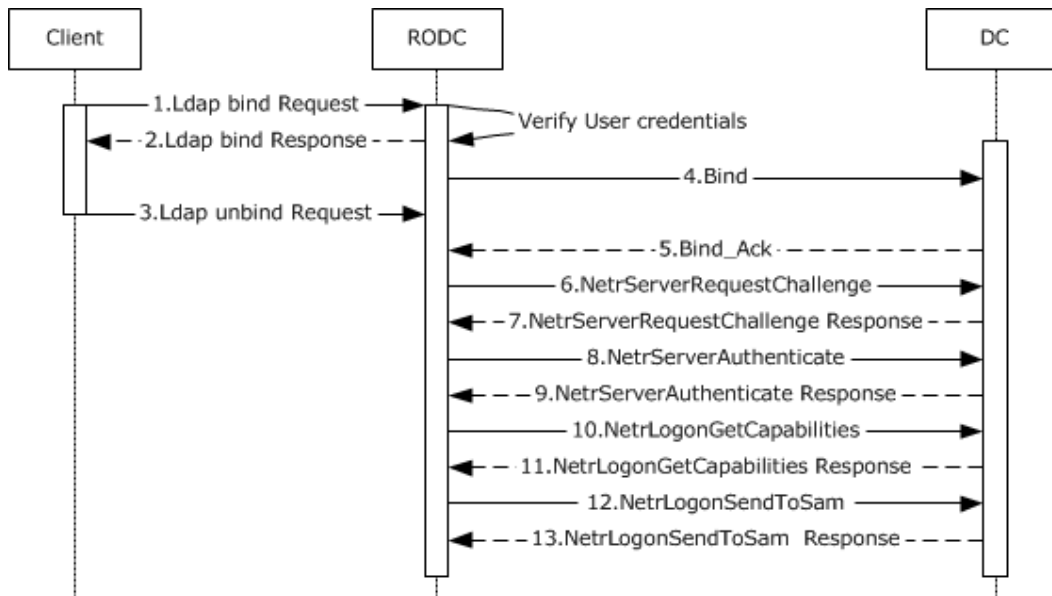 Client
RODC
DC
1.Ldap bind Request
Verify User credentials
2.Ldap bind Response
4.Bind
3.Ldap unbind Request
5.Bind_Ack
6.NetrServerRequestChallenge
7.NetrServerRequestChallenge Response
8.NetrServerAuthenticate
9.NetrServerAuthenticate Response
10.NetrLogonGetCapabilities
11.NetrLogonGetCapabilities Response
12.NetrLogonSendToSam
13.NetrLogonSendToSam Response